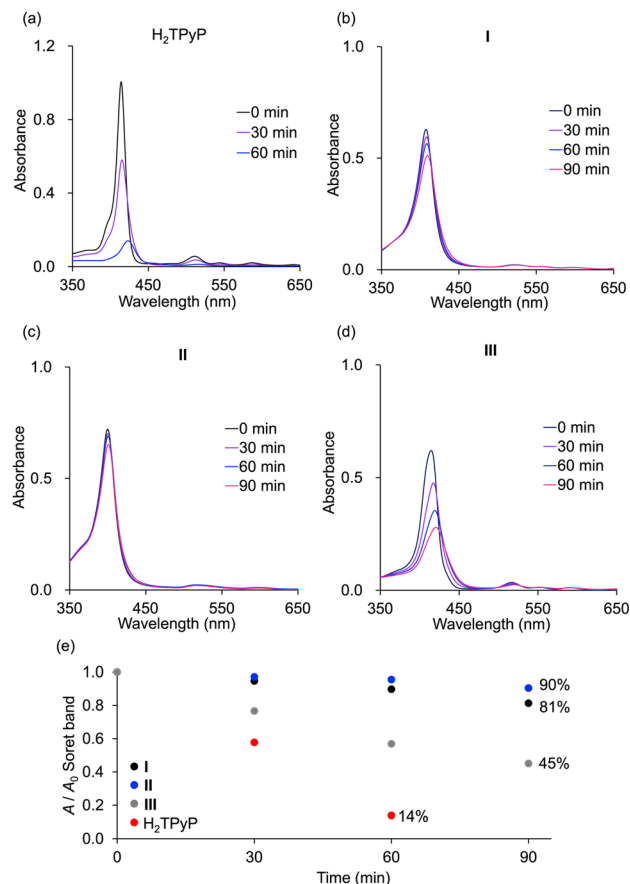 (a)
H₂TPyP
1.2
0.8
0.4
0.0
Absorbance
0 min
30 min
60 min
350 450 550 650
Wavelength (nm)
(b)
I
1.0
0.5
0.0
Absorbance
0 min
30 min
60 min
90 min
350 450 550 650
Wavelength (nm)
(c)
II
1.0
0.5
0.0
Absorbance
0 min
30 min
60 min
90 min
350 450 550 650
Wavelength (nm)
(d)
III
1.0
0.5
0.0
Absorbance
0 min
30 min
60 min
90 min
350 450 550 650
Wavelength (nm)
(e)
1.0
0.8
0.6
0.4
0.2
0.0
A / A₀ Soret band
I
II
III
H₂TPyP
90%
81%
45%
14%
0 30 60 90
Time (min)